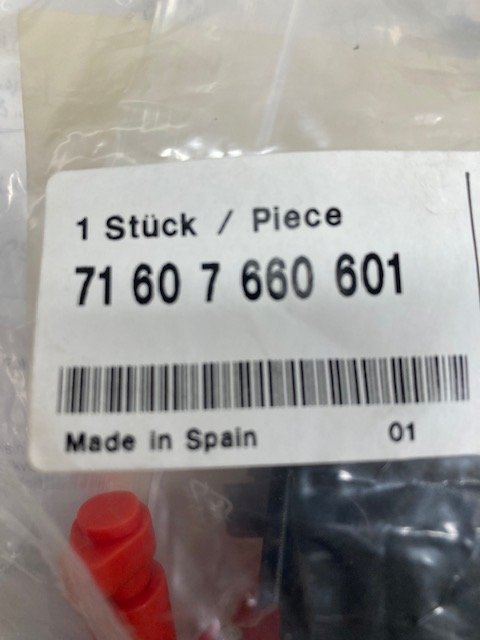 1 Stück / Piece
71 60 7 660 601
Made in Spain 01